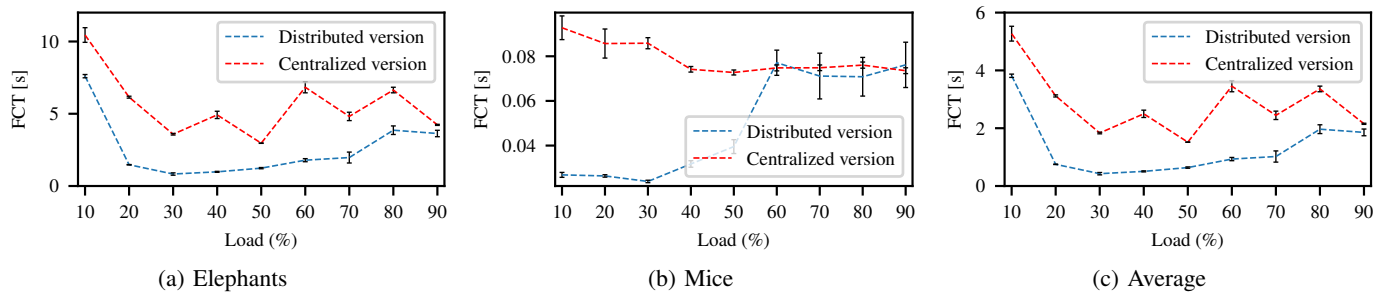 FCT [s]
10
5
0
Distributed version
Centralized version
10 20 30 40 50 60 70 80 90
Load (%)
(a) Elephants
FCT [s]
0.08
0.06
0.04
Distributed version
Centralized version
10 20 30 40 50 60 70 80 90
Load (%)
(b) Mice
FCT [s]
6
4
2
0
Distributed version
Centralized version
10 20 30 40 50 60 70 80 90
Load (%)
(c) Average